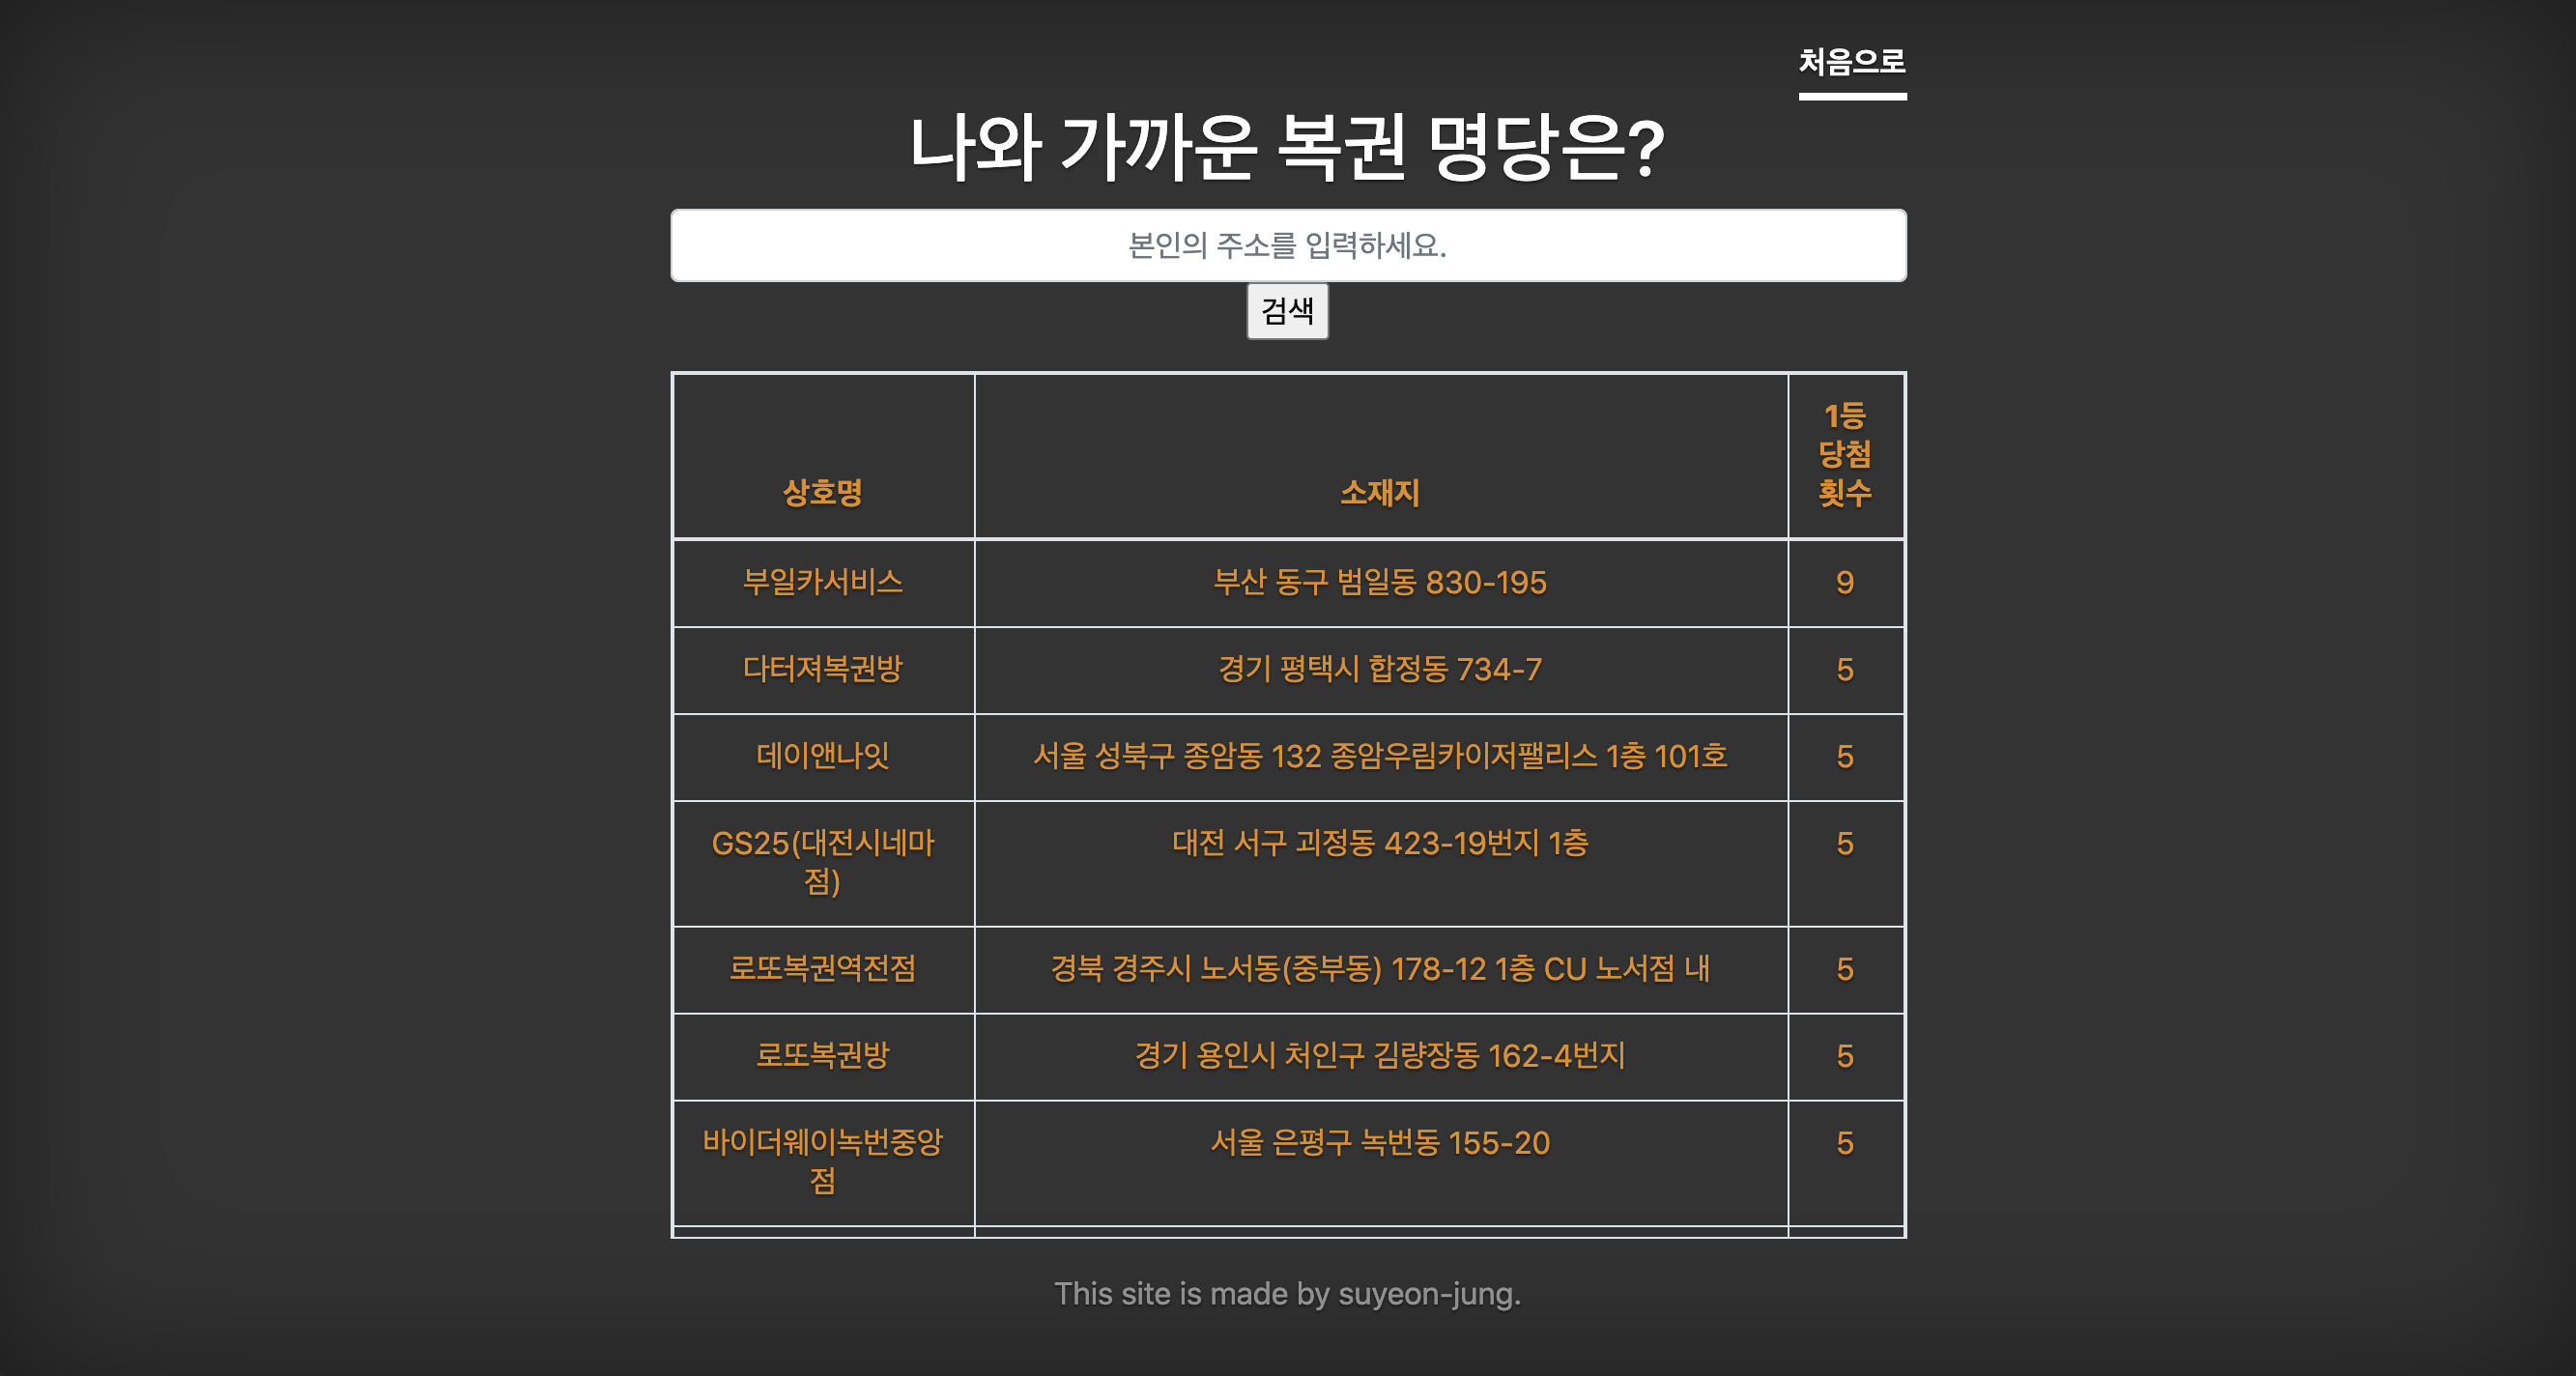 처음으로
나와 가까운 복권 명당은?
본인의 주소를 입력하세요.
검색
상호명 소재지 1등
당첨
횟수
부일카서비스 부산 동구 범일동 830-195 9
다터져복권방 경기 평택시 합정동 734-7 5
데이앤나잇 서울 성북구 종암동 132 종암우림카이저팰리스 1층 101호 5
GS25(대전시네마 대전 서구 괴정동 423-19번지 1층 5
점)
로또복권역전점 경북 경주시 노서동(중부동) 178-12 1층 CU 노서점 내 5
로또복권방 경기 용인시 처인구 김량장동 162-4번지 5
바이더웨이녹번중앙 서울 은평구 녹번동 155-20 5
점
This site is made by suyeon-jung.